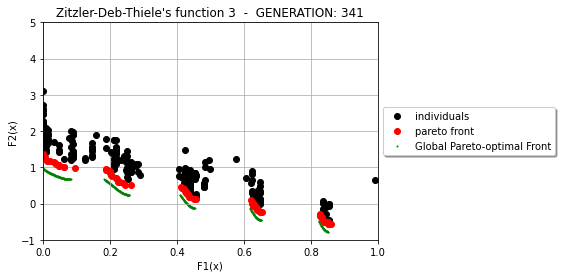 Zitzler-Deb-Thiele's function 3 - GENERATION: 341
5
4
3
2
1
0
−1
F2(x)
0.0 0.2 0.4 0.6 0.8 1.0
F1(x)
individuals
pareto front
Global Pareto-optimal Front